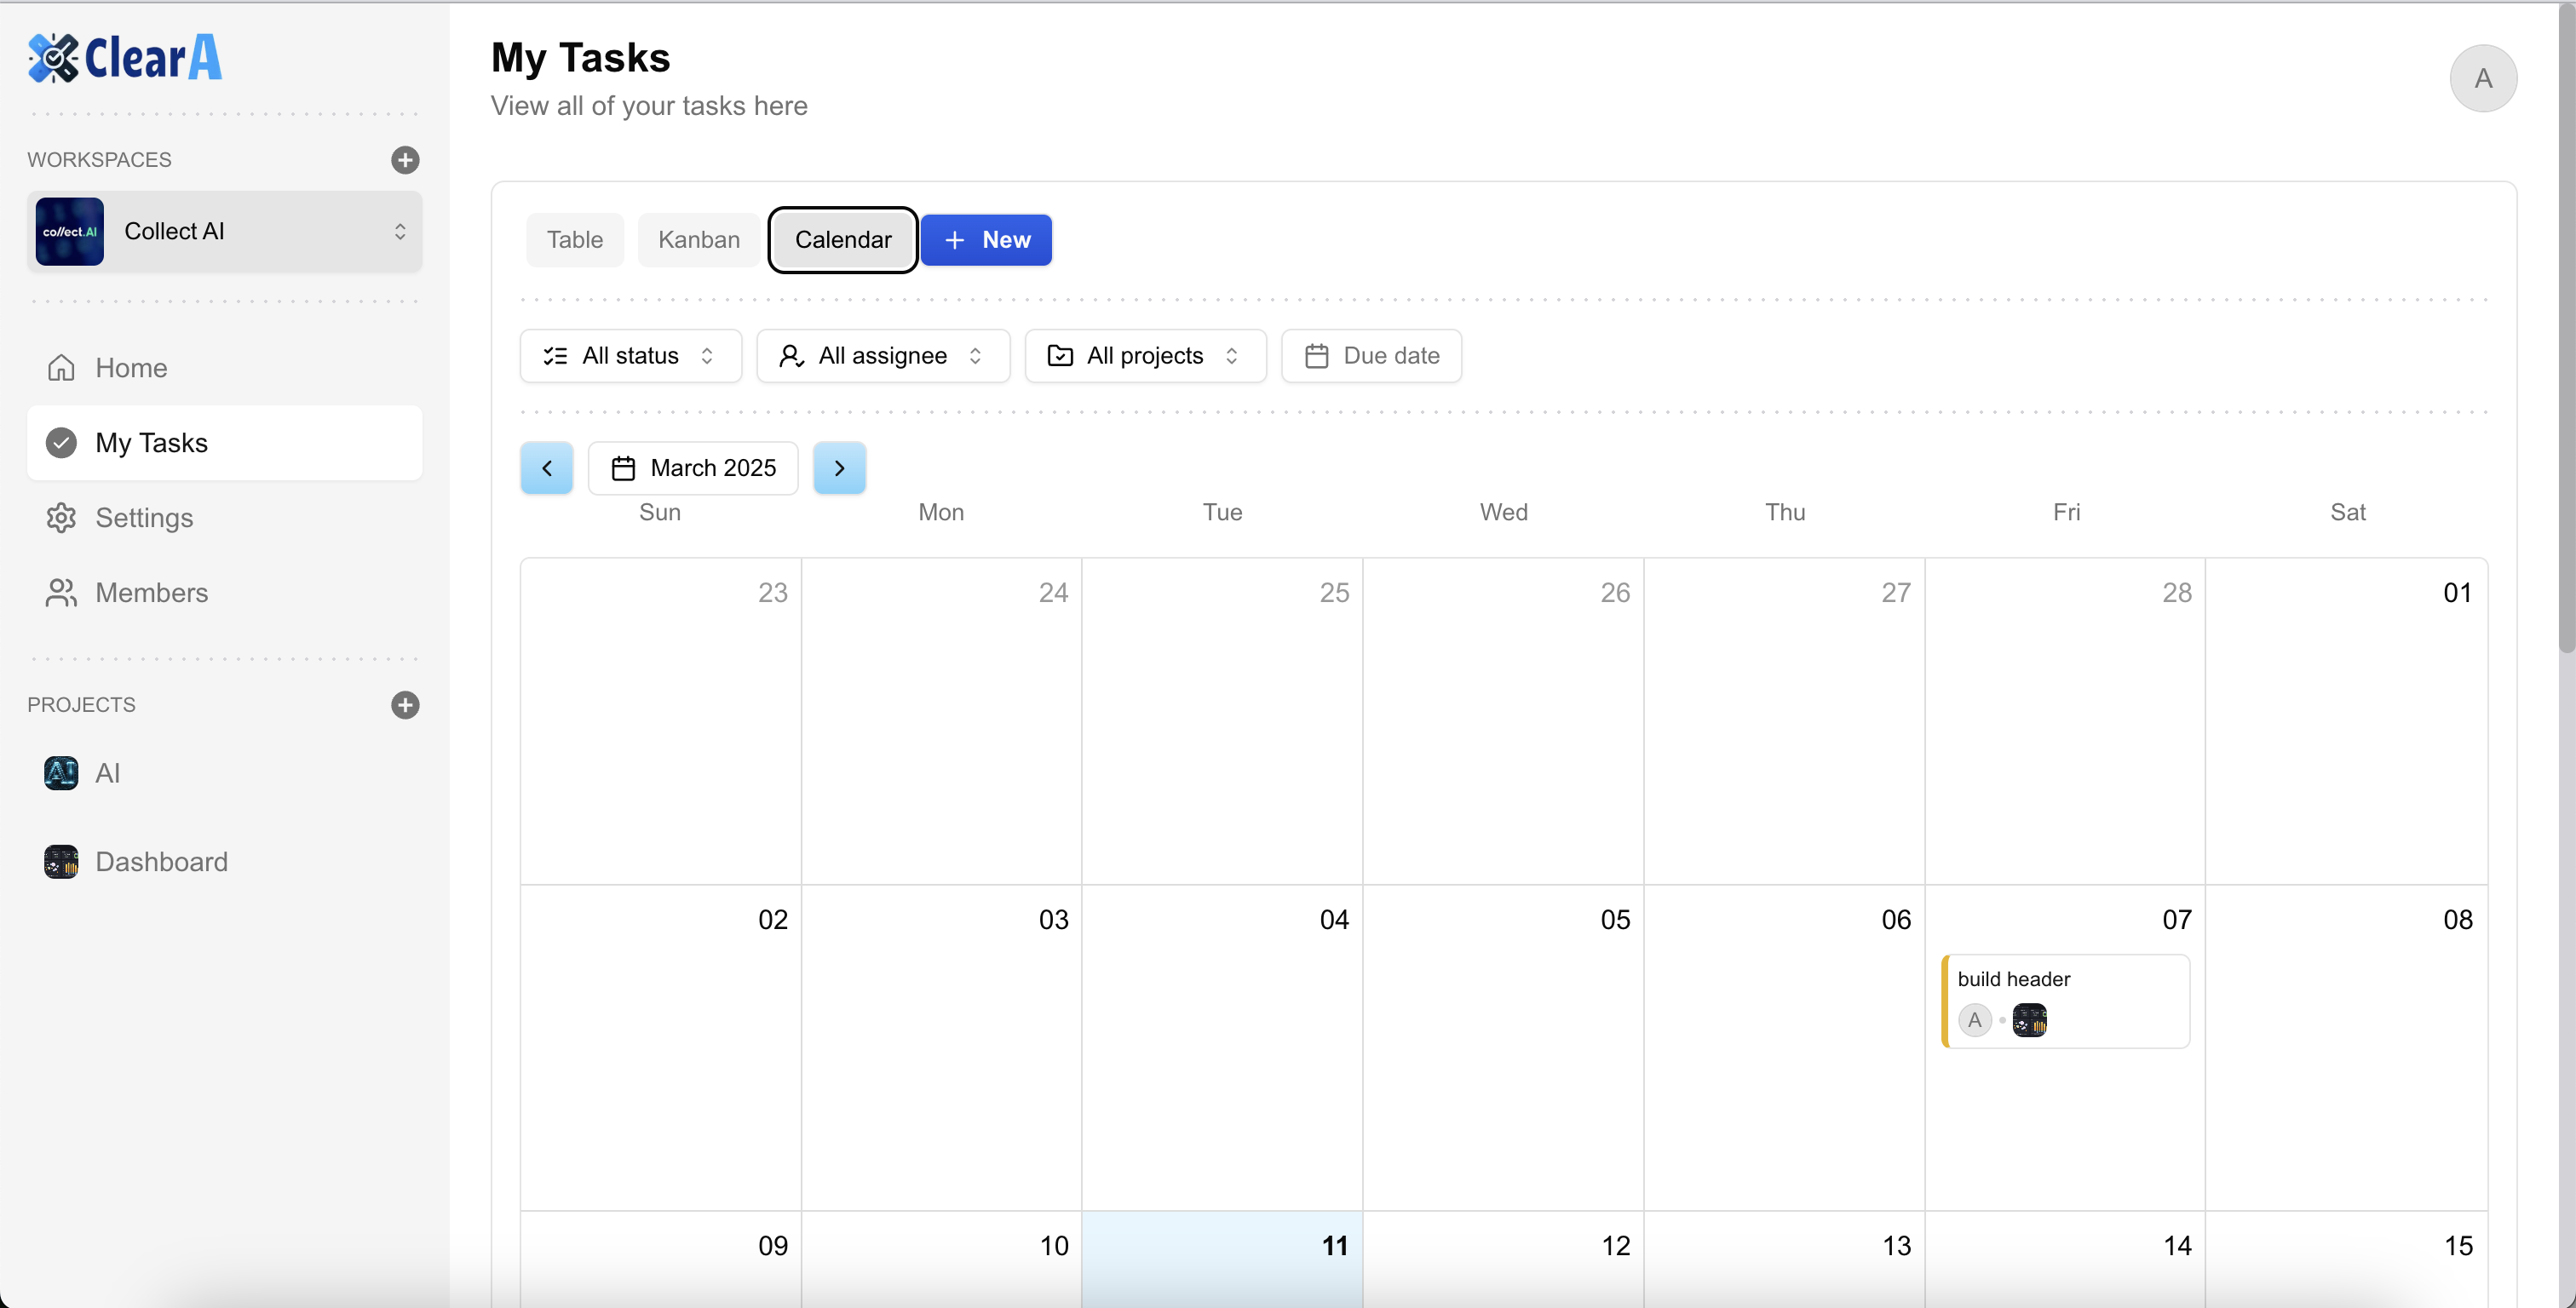 ClearA
WORKSPACES
collect.AI
Collect AI
Home
My Tasks
Settings
Members
PROJECTS
AI
AI
Dashboard
My Tasks
View all of your tasks here
A
Table
Kanban
Calendar
New
All status
All assignee
All projects
Due date
March 2025
Sun Mon Tue Wed Thu Fri Sat
23 24 25 26 27 28 01
02 03 04 05 06 07 08
build header
A
09 10 11 12 13 14 15